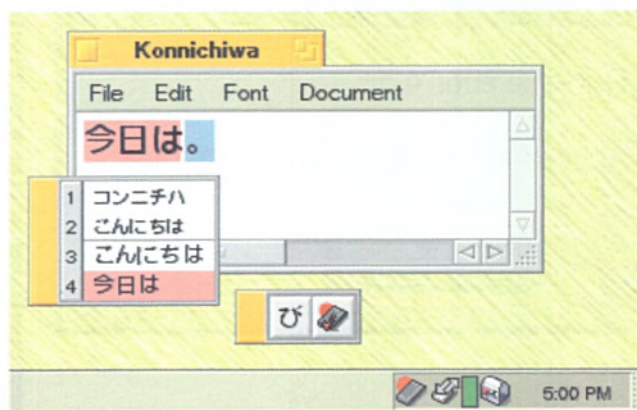 Konnichiwa
File Edit Font Document
今日は。
1 コンニチハ
2 こんにちは
3 こんにちは
4 今日は
び
5:00 PM